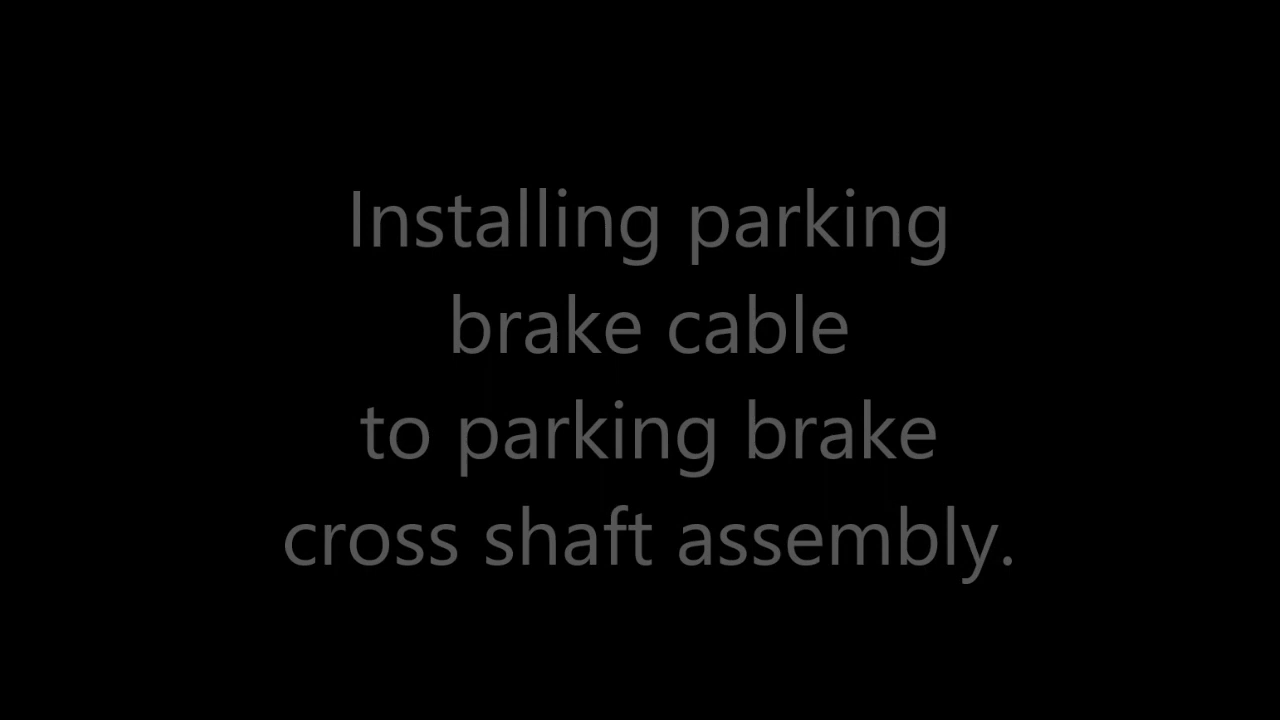 Installing parking
brake cable
to parking brake
cross shaft assembly.